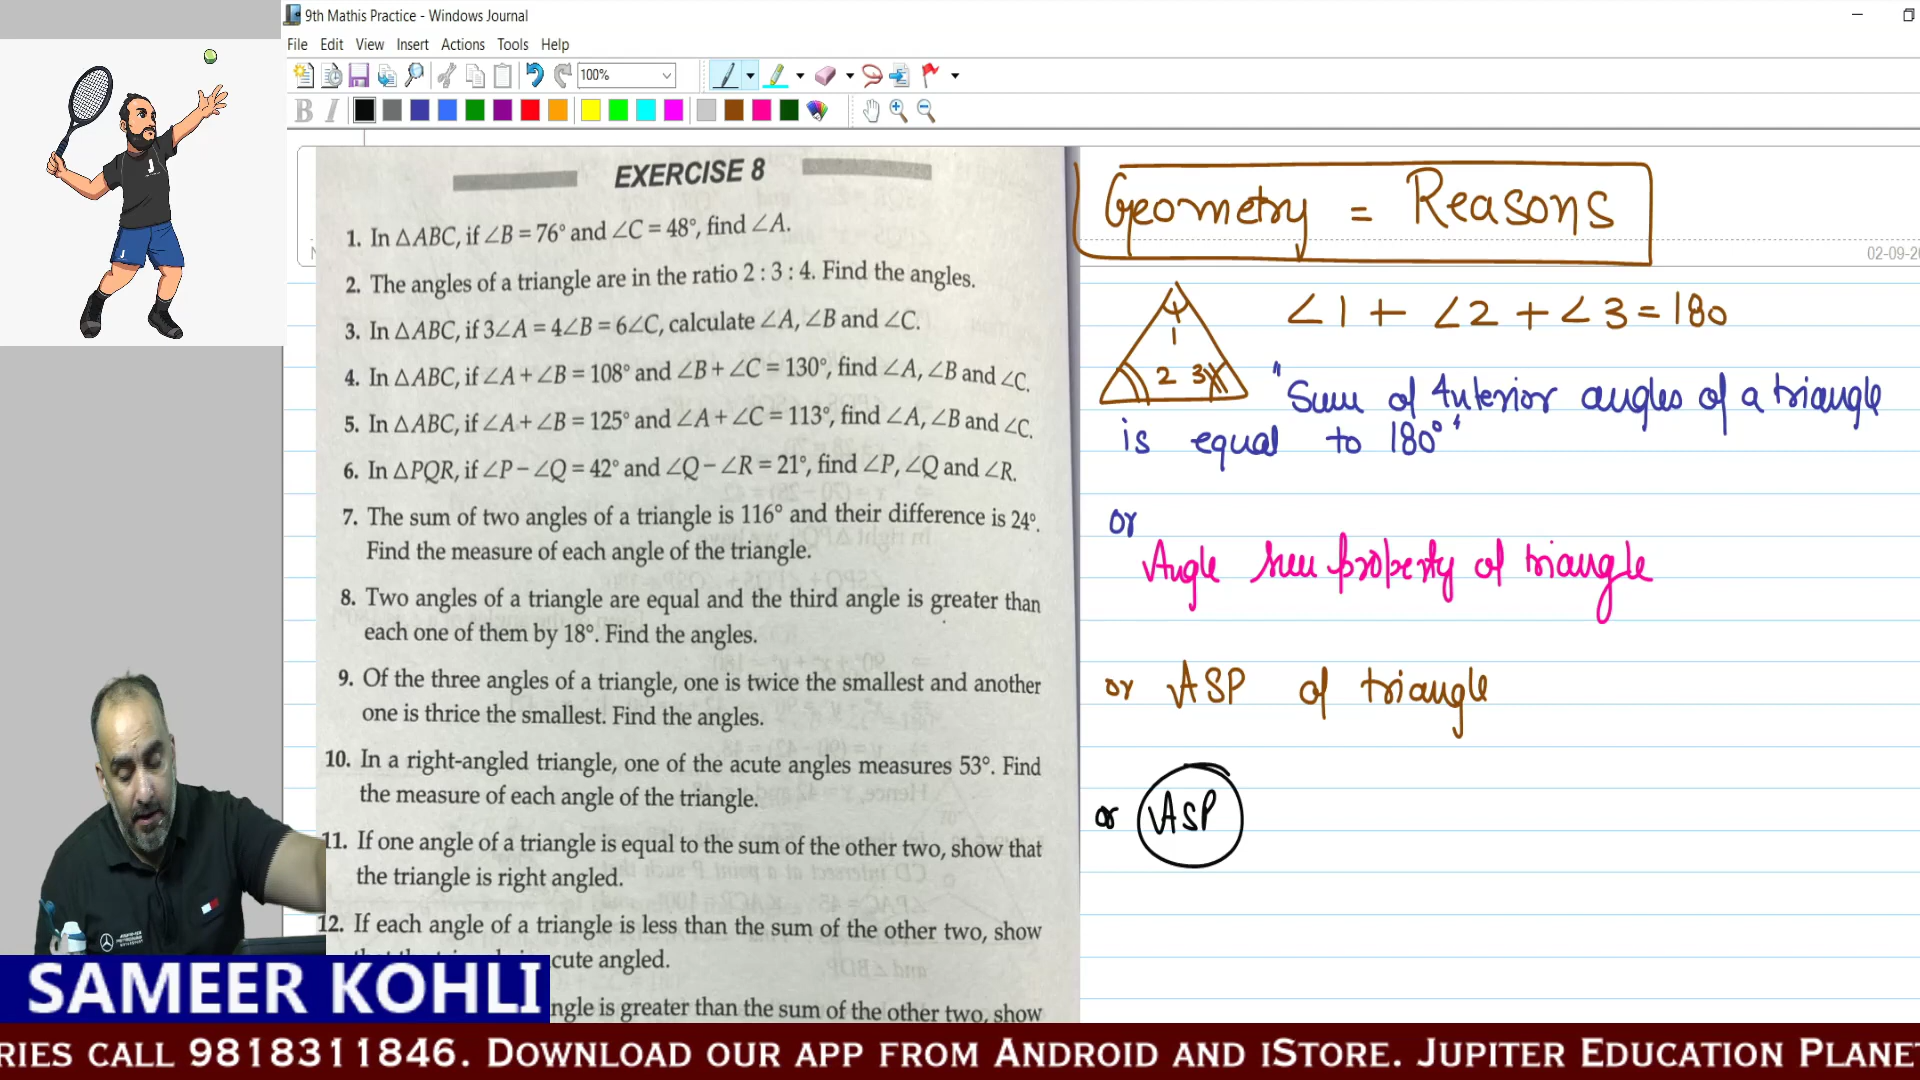 9th Mathis Practice - Windows Journal
File Edit View Insert Actions Tools Help
100%
B I
EXERCISE 8
1. In △ABC, if ∠B = 76° and ∠C = 48°, find ∠A.
2. The angles of a triangle are in the ratio 2 : 3 : 4. Find the angles.
3. In △ABC, if 3∠A = 4∠B = 6∠C, calculate ∠A, ∠B and ∠C.
4. In △ABC, if ∠A + ∠B = 108° and ∠B + ∠C = 130°, find ∠A, ∠B and ∠C.
5. In △ABC, if ∠A + ∠B = 125° and ∠A + ∠C = 113°, find ∠A, ∠B and ∠C.
6. In △PQR, if ∠P − ∠Q = 42° and ∠Q − ∠R = 21°, find ∠P, ∠Q and ∠R.
7. The sum of two angles of a triangle is 116° and their difference is 24°.
Find the measure of each angle of the triangle.
8. Two angles of a triangle are equal and the third angle is greater than
each one of them by 18°. Find the angles.
9. Of the three angles of a triangle, one is twice the smallest and another
one is thrice the smallest. Find the angles.
10. In a right-angled triangle, one of the acute angles measures 53°. Find
the measure of each angle of the triangle.
11. If one angle of a triangle is equal to the sum of the other two, show that
the triangle is right angled.
12. If each angle of a triangle is less than the sum of the other two, show
cute angled.
ngle is greater than the sum of the other two, show
Geometry = Reasons
02-09-20
1
2 3
∠1 + ∠2 + ∠3 = 180
"Sum of Interior angles of a triangle
is equal to 180°"
or
Angle sum property of triangle
or ASP of triangle
or ASP
SAMEER KOHLI
RIES CALL 9818311846. DOWNLOAD OUR APP FROM ANDROID AND ISTORE. JUPITER EDUCATION PLANE